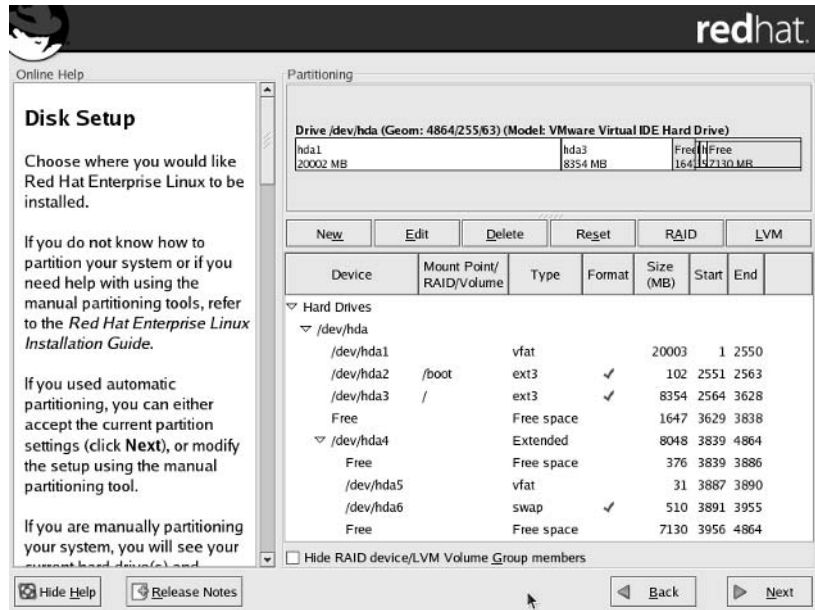 redhat.
Online Help
Disk Setup
Choose where you would like
Red Hat Enterprise Linux to be
installed.
If you do not know how to
partition your system or if you
need help with using the
manual partitioning tools, refer
to the Red Hat Enterprise Linux
Installation Guide.
If you used automatic
partitioning, you can either
accept the current partition
settings (click Next), or modify
the setup using the manual
partitioning tool.
If you are manually partitioning
your system, you will see your
current hard drive(s) and
Partitioning
Drive /dev/hda (Geom: 4864/255/63) (Model: VMware Virtual IDE Hard Drive)
hda1 hda3 Free
20002 MB 8354 MB 7130 MB
New Edit Delete Reset RAID LVM
Device Mount Point/ RAID/Volume Type Format Size (MB) Start End
Hard Drives
/dev/hda
/dev/hda1 vfat 20003 1 2550
/dev/hda2 /boot ext3 102 2551 2563
/dev/hda3 / ext3 8354 2564 3628
Free Free space 1647 3629 3838
/dev/hda4 Extended 8048 3839 4864
Free Free space 376 3839 3886
/dev/hda5 vfat 31 3887 3890
/dev/hda6 swap 510 3891 3955
Free Free space 7130 3956 4864
Hide RAID device/LVM Volume Group members
Hide Help Release Notes Back Next